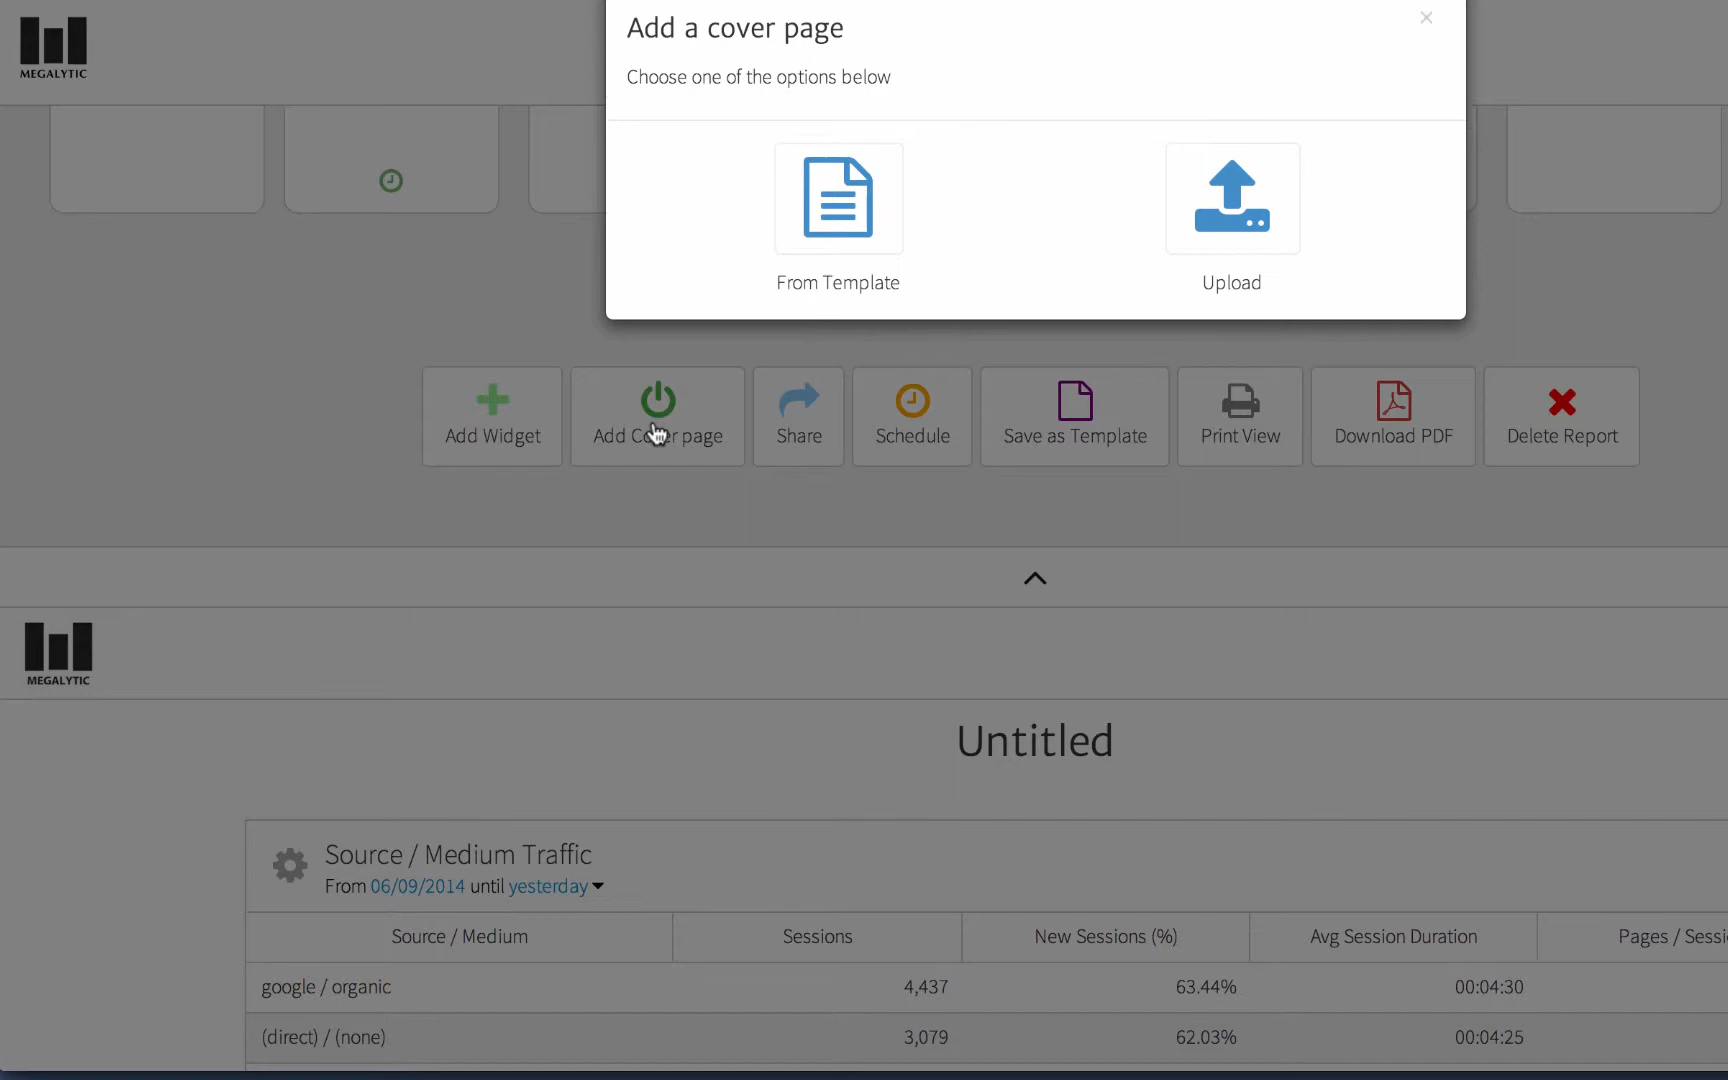 MEGALYTIC
Add a cover page
×
Choose one of the options below
From Template
Upload
Add Widget
Add Cover page
Share
Schedule
Save as Template
Print View
Download PDF
Delete Report
MEGALYTIC
Untitled
Source / Medium Traffic
From 06/09/2014 until yesterday
Source / Medium Sessions New Sessions (%) Avg Session Duration Pages / Sessi
google / organic 4,437 63.44% 00:04:30
(direct) / (none) 3,079 62.03% 00:04:25